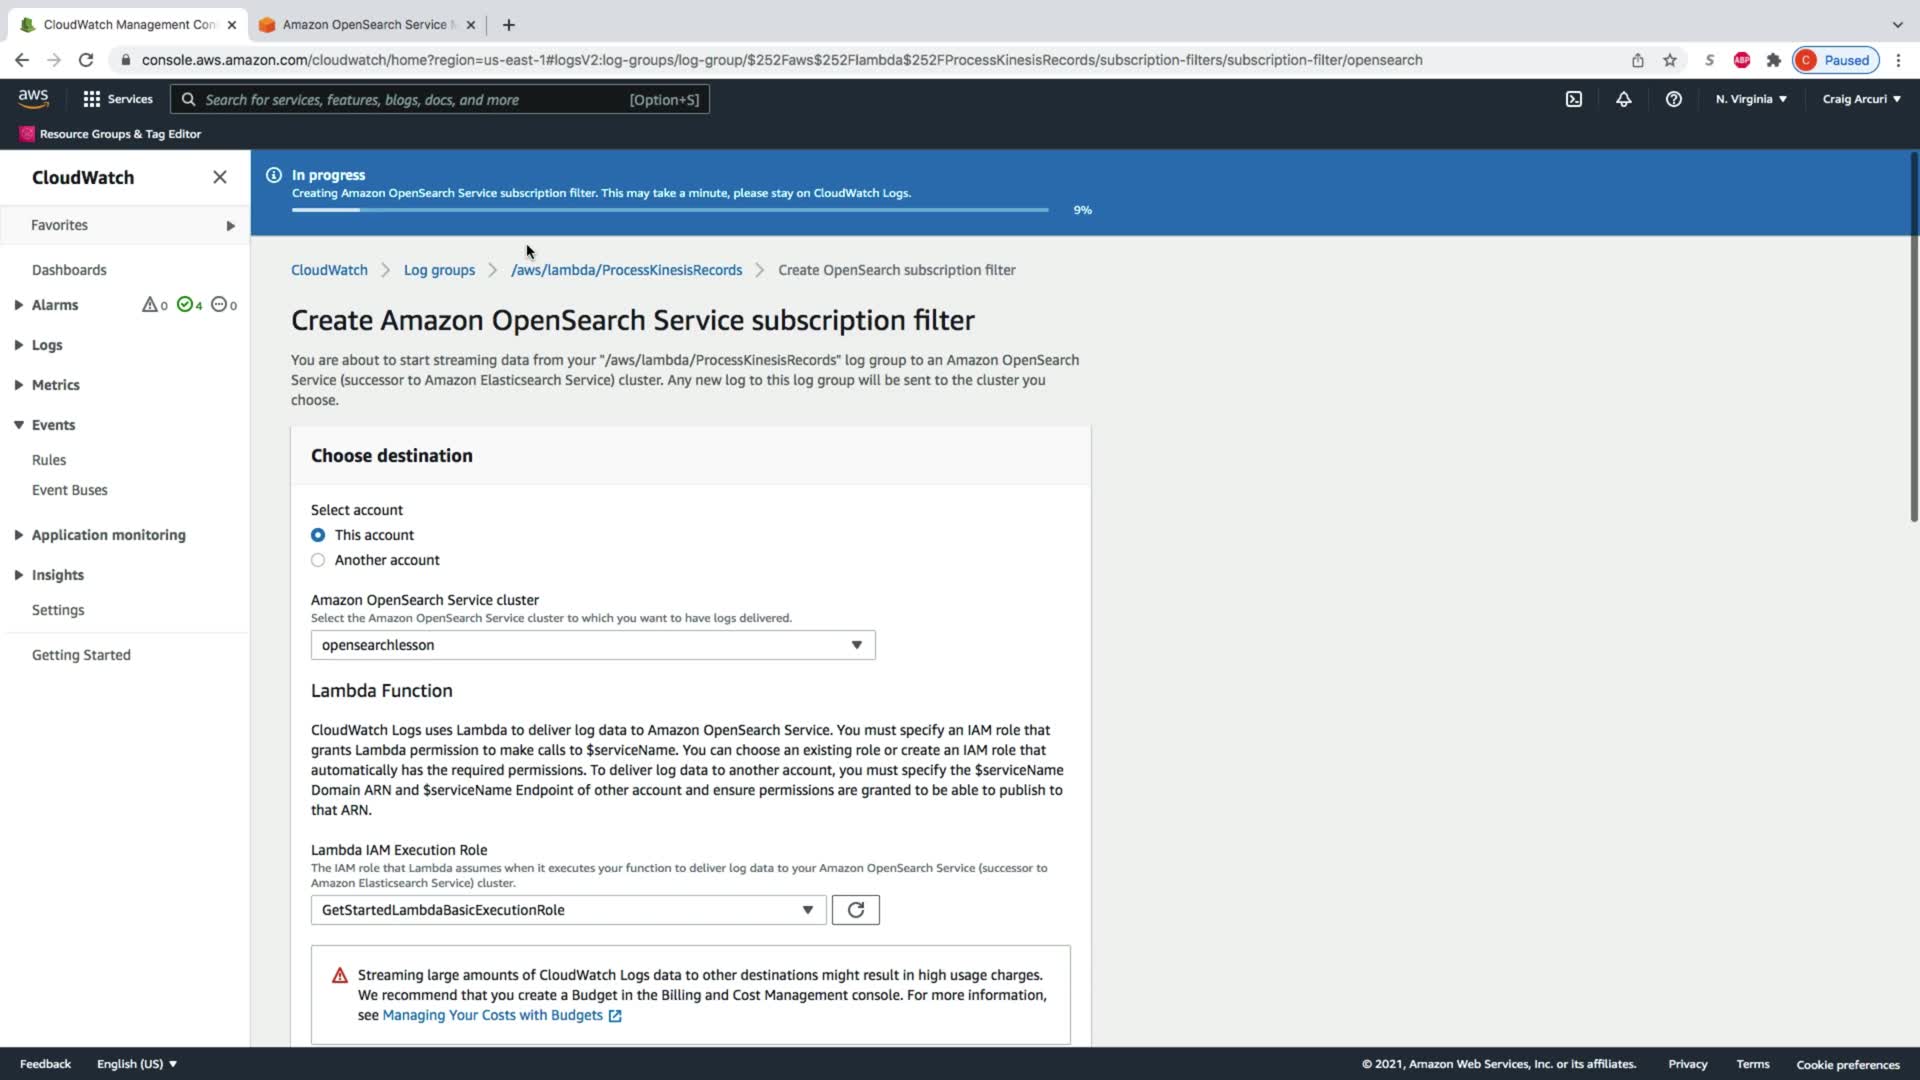 CloudWatch Management Con
Amazon OpenSearch Service
console.aws.amazon.com/cloudwatch/home?region=us-east-1#logsV2:log-groups/log-group/$252Faws$252Flambda$252FProcessKinesisRecords/subscription-filters/subscription-filter/opensearch
S
ABP
C Paused
aws
Services
Search for services, features, blogs, docs, and more [Option+S]
N. Virginia
Craig Arcuri
Resource Groups & Tag Editor
CloudWatch
Favorites
Dashboards
Alarms 0 4 0
Logs
Metrics
Events
Rules
Event Buses
Application monitoring
Insights
Settings
Getting Started
In progress
Creating Amazon OpenSearch Service subscription filter. This may take a minute, please stay on CloudWatch Logs.
9%
CloudWatch > Log groups > /aws/lambda/ProcessKinesisRecords > Create OpenSearch subscription filter
Create Amazon OpenSearch Service subscription filter
You are about to start streaming data from your "/aws/lambda/ProcessKinesisRecords" log group to an Amazon OpenSearch
Service (successor to Amazon Elasticsearch Service) cluster. Any new log to this log group will be sent to the cluster you
choose.
Choose destination
Select account
This account
Another account
Amazon OpenSearch Service cluster
Select the Amazon OpenSearch Service cluster to which you want to have logs delivered.
opensearchlesson
Lambda Function
CloudWatch Logs uses Lambda to deliver log data to Amazon OpenSearch Service. You must specify an IAM role that
grants Lambda permission to make calls to $serviceName. You can choose an existing role or create an IAM role that
automatically has the required permissions. To deliver log data to another account, you must specify the $serviceName
Domain ARN and $serviceName Endpoint of other account and ensure permissions are granted to be able to publish to
that ARN.
Lambda IAM Execution Role
The IAM role that Lambda assumes when it executes your function to deliver log data to your Amazon OpenSearch Service (successor to
Amazon Elasticsearch Service) cluster.
GetStartedLambdaBasicExecutionRole
Streaming large amounts of CloudWatch Logs data to other destinations might result in high usage charges.
We recommend that you create a Budget in the Billing and Cost Management console. For more information,
see Managing Your Costs with Budgets
Feedback
English (US)
© 2021, Amazon Web Services, Inc. or its affiliates.
Privacy
Terms
Cookie preferences